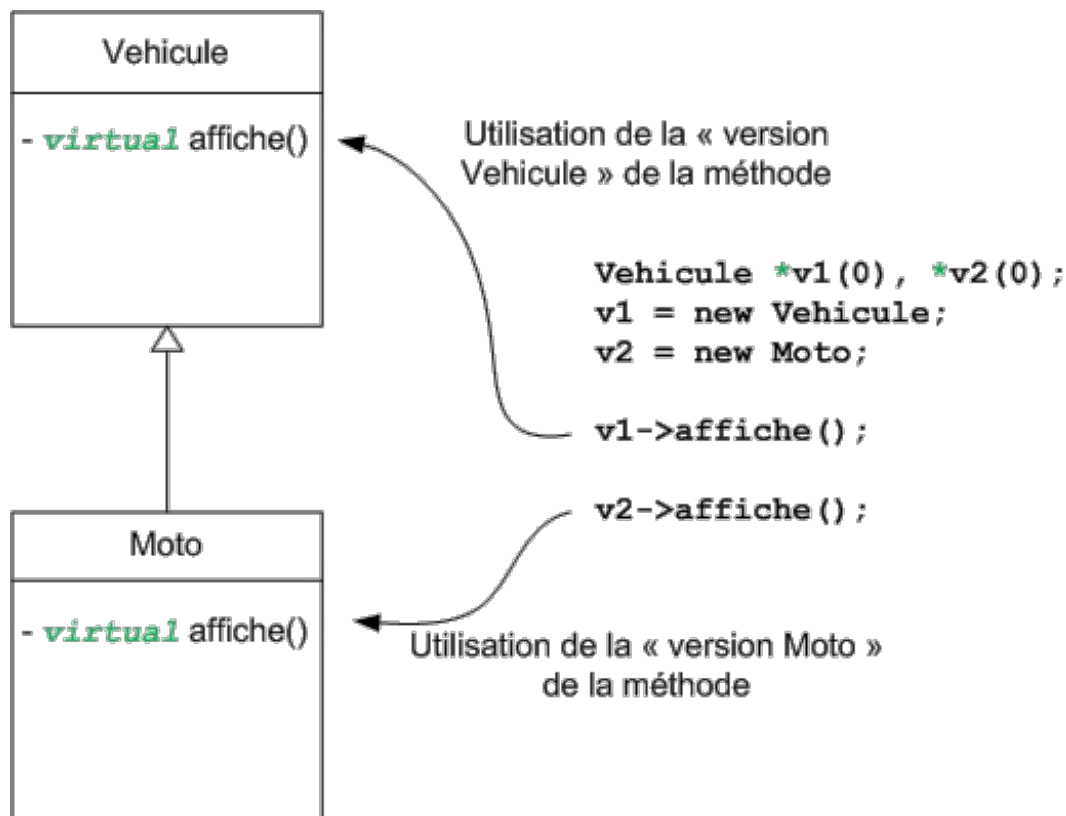 Vehicule
- virtual affiche()
Utilisation de la « version
Vehicule » de la méthode
Vehicule *v1(0), *v2(0);
v1 = new Vehicule;
v2 = new Moto;
v1->affiche();
v2->affiche();
Moto
- virtual affiche()
Utilisation de la « version Moto »
de la méthode